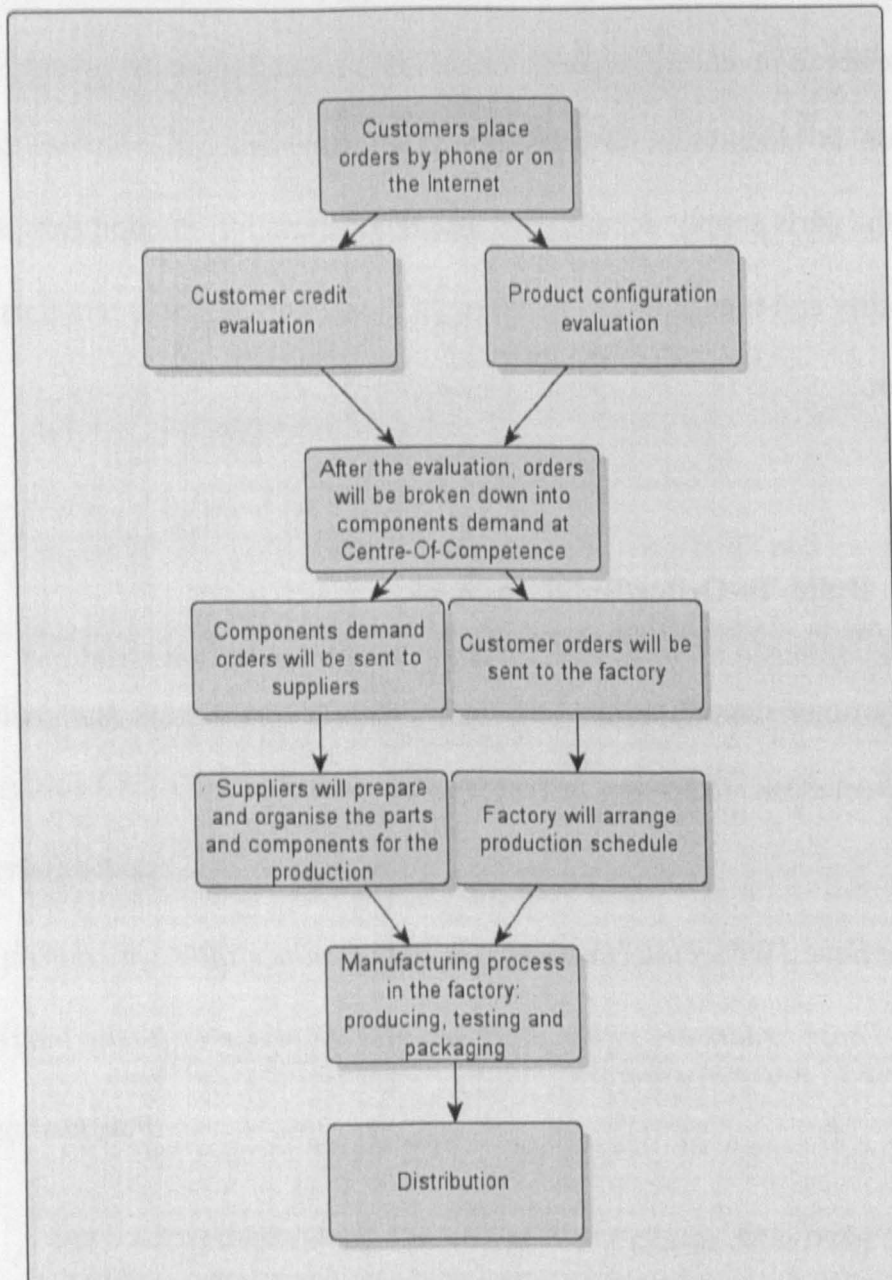 Customers place
orders by phone or on
the Internet
Customer credit
evaluation
Product configuration
evaluation
After the evaluation, orders
will be broken down into
components demand at
Centre-Of-Competence
Components demand
orders will be sent to
suppliers
Customer orders will be
sent to the factory
Suppliers will prepare
and organise the parts
and components for the
production
Factory will arrange
production schedule
Manufacturing process
in the factory:
producing, testing and
packaging
Distribution